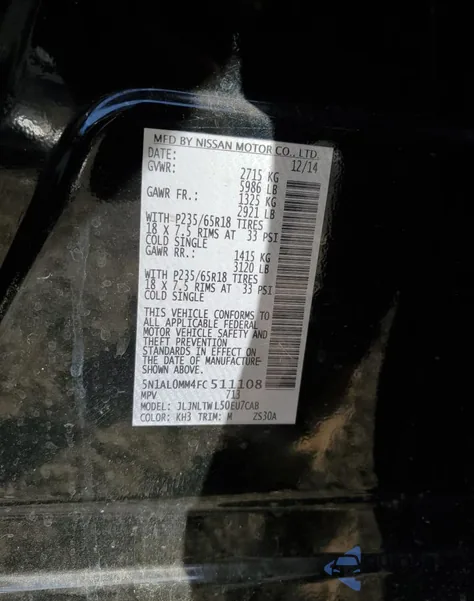 MFD BY NISSAN MOTOR CO., LTD.
DATE: 12/14
GVWR: 2715 KG
5986 LB
GAWR FR.: 1325 KG
2921 LB
WITH P235/65R18 TIRES
18 X 7.5 RIMS AT 33 PSI
COLD SINGLE
GAWR RR.: 1415 KG
3120 LB
WITH P235/65R18 TIRES
18 X 7.5 RIMS AT 33 PSI
COLD SINGLE
THIS VEHICLE CONFORMS TO
ALL APPLICABLE FEDERAL
MOTOR VEHICLE SAFETY AND
THEFT PREVENTION
STANDARDS IN EFFECT ON
THE DATE OF MANUFACTURE
SHOWN ABOVE.
5N1AL0MM4FC511108
MPV 713
MODEL: JLJNLTWL50EU7CAB
COLOR: KH3 TRIM: M 2S30A